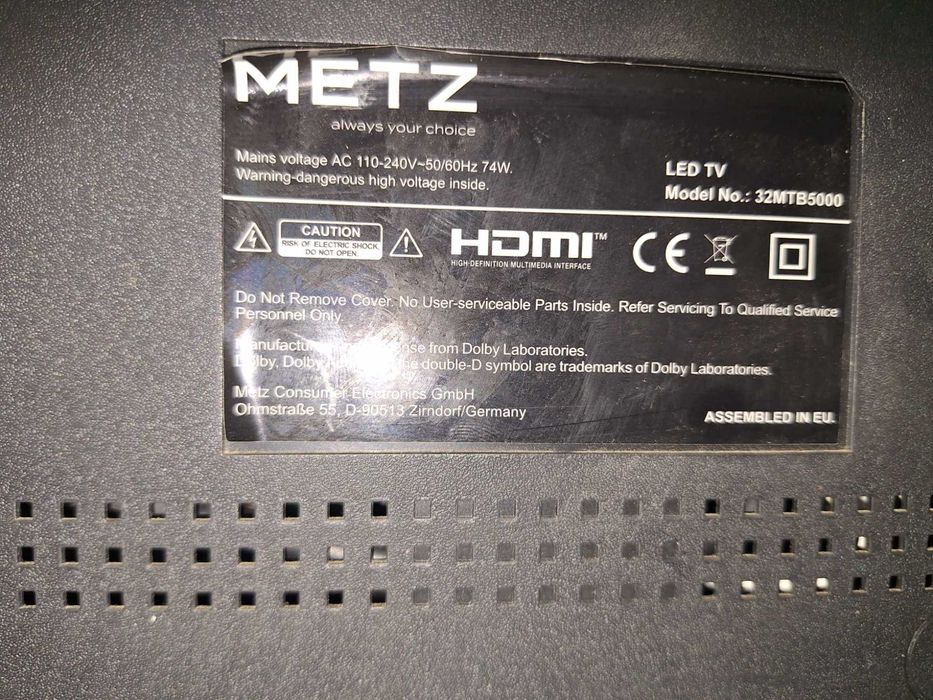 METZ
always your choice
Mains voltage AC 110-240V~50/60Hz 74W.
Warning-dangerous high voltage inside.
LED TV
Model No.: 32MTB5000
CAUTION
RISK OF ELECTRIC SHOCK
DO NOT OPEN.
HDMI™
HIGH-DEFINITION MULTIMEDIA INTERFACE
CE
Do Not Remove Cover. No User-serviceable Parts Inside. Refer Servicing To Qualified Service
Personnel Only.
from Dolby Laboratories.
Dolby, Dolby the double-D symbol are trademarks of Dolby Laboratories.
Metz Consumer Electronics GmbH
Ohmstraße 55, D-90513 Zirndorf/Germany
ASSEMBLED IN EU.